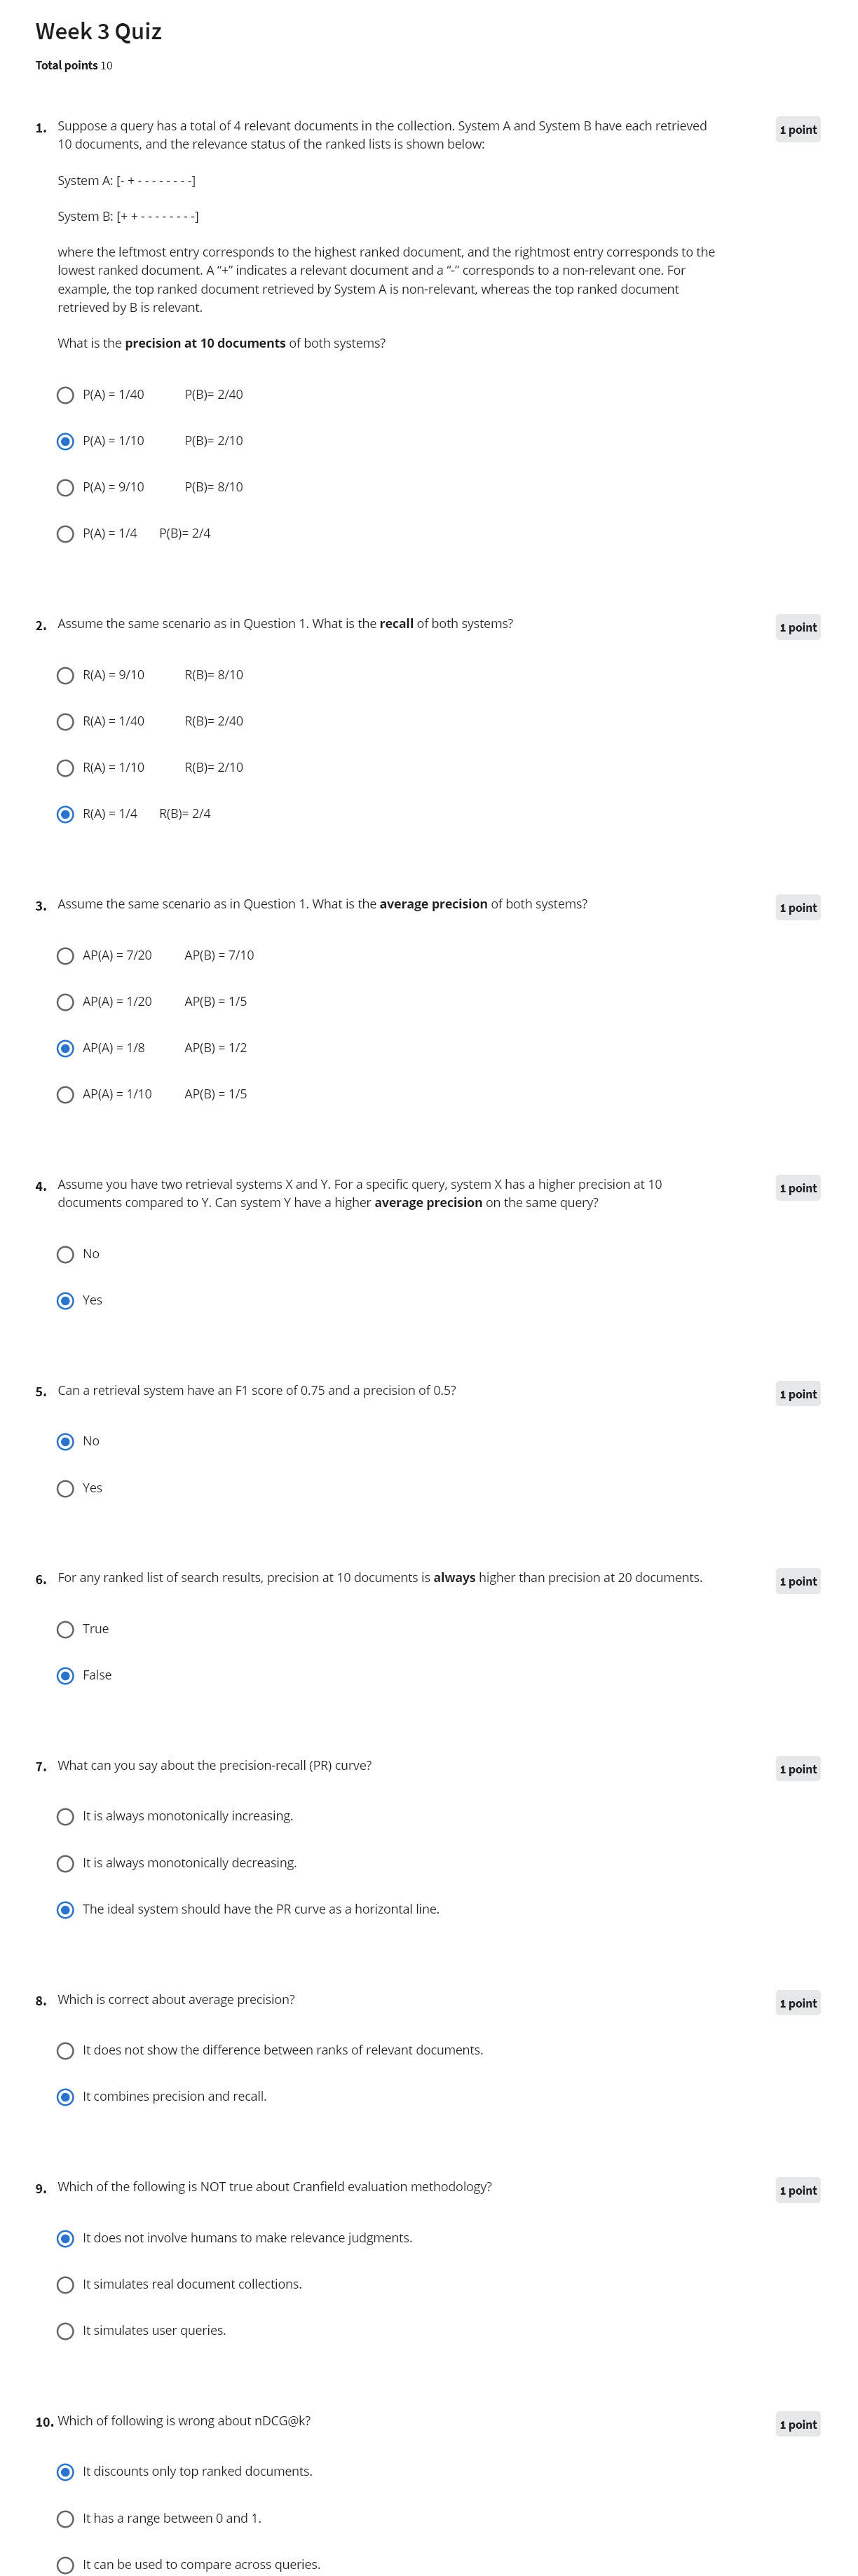 Week 3 Quiz
Total points 10
1. Suppose a query has a total of 4 relevant documents in the collection. System A and System B have each retrieved
1 point
10 documents, and the relevance status of the ranked lists is shown below:
System A: [- + - - - - - - - -]
System B: [+ + - - - - - - - -]
where the leftmost entry corresponds to the highest ranked document, and the rightmost entry corresponds to the
lowest ranked document. A “+” indicates a relevant document and a “-” corresponds to a non-relevant one. For
example, the top ranked document retrieved by System A is non-relevant, whereas the top ranked document
retrieved by B is relevant.
What is the precision at 10 documents of both systems?
P(A) = 1/40 P(B)= 2/40
P(A) = 1/10 P(B)= 2/10
P(A) = 9/10 P(B)= 8/10
P(A) = 1/4 P(B)= 2/4
2. Assume the same scenario as in Question 1. What is the recall of both systems?
1 point
R(A) = 9/10 R(B)= 8/10
R(A) = 1/40 R(B)= 2/40
R(A) = 1/10 R(B)= 2/10
R(A) = 1/4 R(B)= 2/4
3. Assume the same scenario as in Question 1. What is the average precision of both systems?
1 point
AP(A) = 7/20 AP(B) = 7/10
AP(A) = 1/20 AP(B) = 1/5
AP(A) = 1/8 AP(B) = 1/2
AP(A) = 1/10 AP(B) = 1/5
4. Assume you have two retrieval systems X and Y. For a specific query, system X has a higher precision at 10
1 point
documents compared to Y. Can system Y have a higher average precision on the same query?
No
Yes
5. Can a retrieval system have an F1 score of 0.75 and a precision of 0.5?
1 point
No
Yes
6. For any ranked list of search results, precision at 10 documents is always higher than precision at 20 documents.
1 point
True
False
7. What can you say about the precision-recall (PR) curve?
1 point
It is always monotonically increasing.
It is always monotonically decreasing.
The ideal system should have the PR curve as a horizontal line.
8. Which is correct about average precision?
1 point
It does not show the difference between ranks of relevant documents.
It combines precision and recall.
9. Which of the following is NOT true about Cranfield evaluation methodology?
1 point
It does not involve humans to make relevance judgments.
It simulates real document collections.
It simulates user queries.
10. Which of following is wrong about nDCG@k?
1 point
It discounts only top ranked documents.
It has a range between 0 and 1.
It can be used to compare across queries.